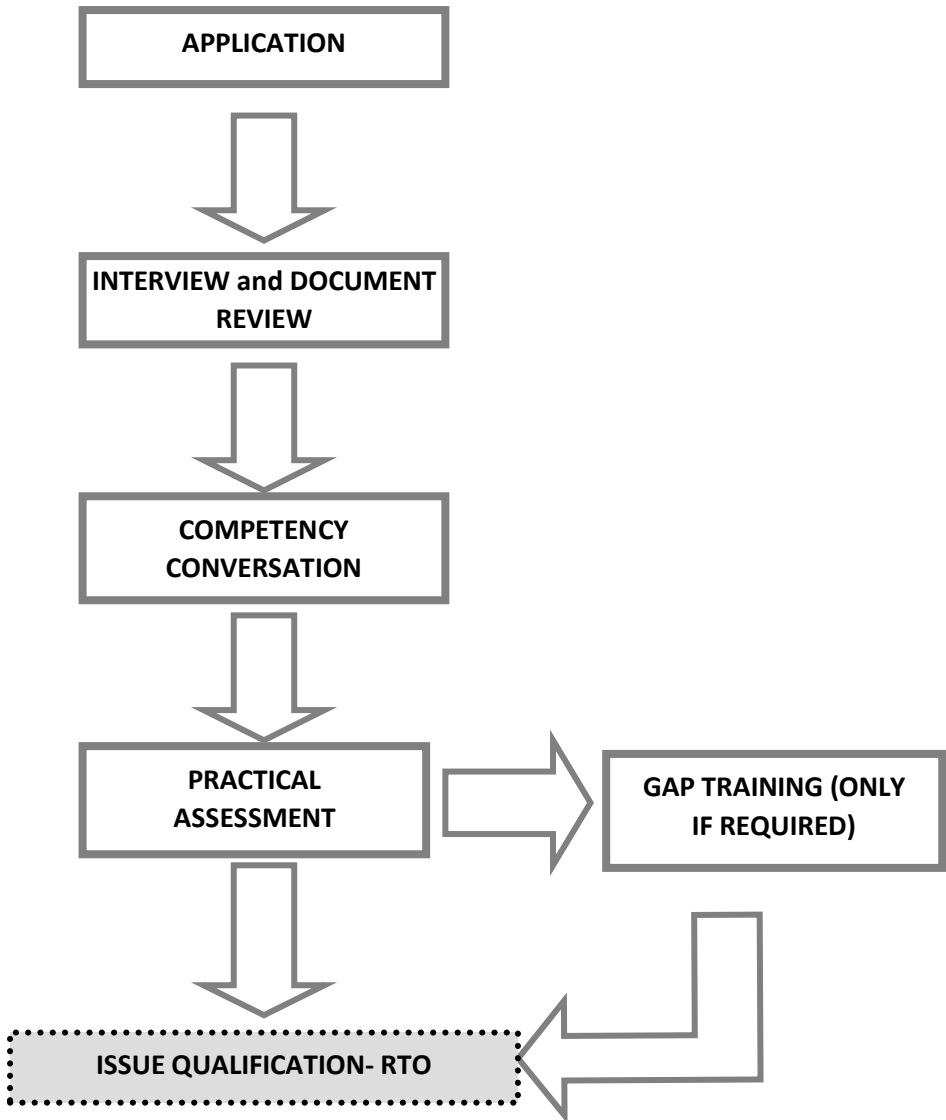 APPLICATION
INTERVIEW and DOCUMENT
REVIEW
COMPETENCY
CONVERSATION
PRACTICAL
ASSESSMENT
GAP TRAINING (ONLY
IF REQUIRED)
ISSUE QUALIFICATION- RTO